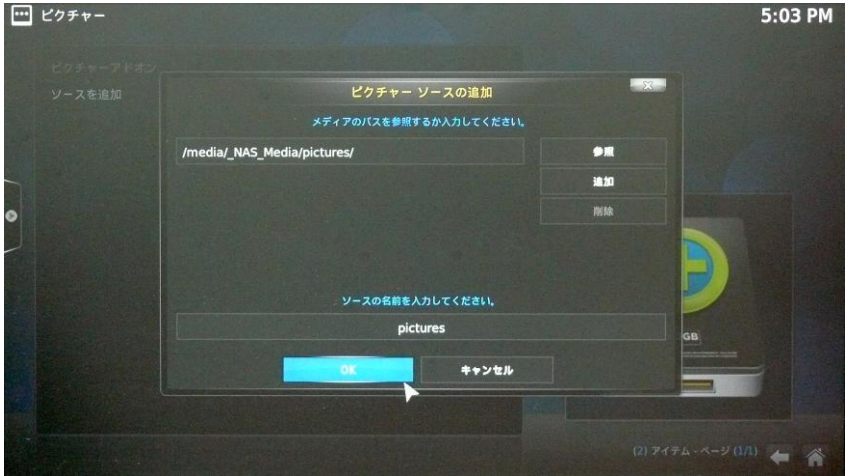 ピクチャー
5:03 PM
ピクチャーアドオン
ソースを追加
ピクチャー ソースの追加
メディアのパスを参照するか入力してください。
/media/_NAS_Media/pictures/
参照
追加
削除
ソースの名前を入力してください。
pictures
GB
OK
キャンセル
(2) アイテム - ページ (1/1)